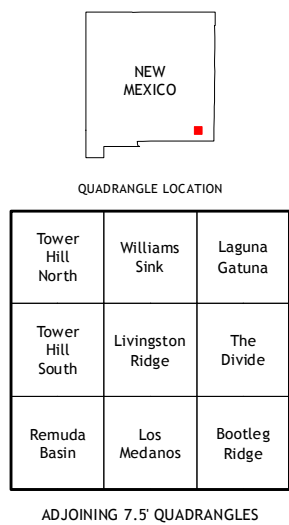 NEW
MEXICO
QUADRANGLE LOCATION
Tower
Hill
North
Williams
Sink
Laguna
Gatuna
Tower
Hill
South
Livingston
Ridge
The
Divide
Remuda
Basin
Los
Medanos
Bootleg
Ridge
ADJOINING 7.5' QUADRANGLES